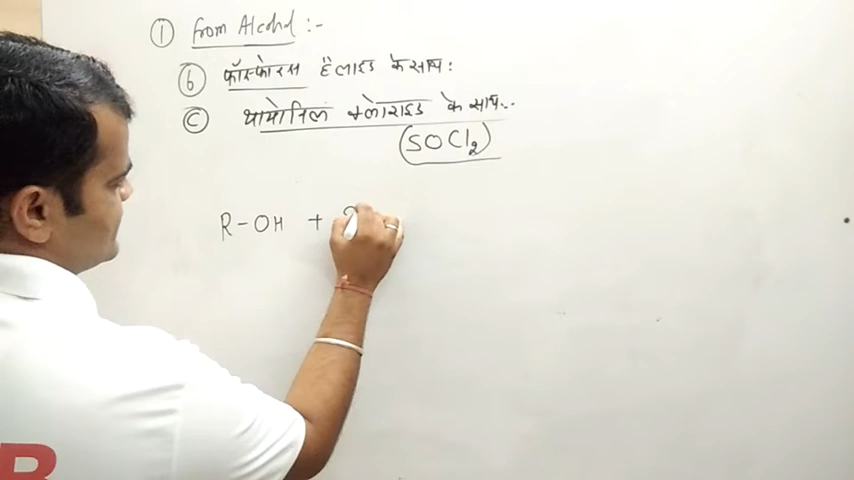 ① from Alcohol :-
ⓑ फॉस्फोरस हैलाइड के साथ :
ⓒ थायोनिल क्लोराइड के साथ..
(SOCl₂)
R-OH +
B